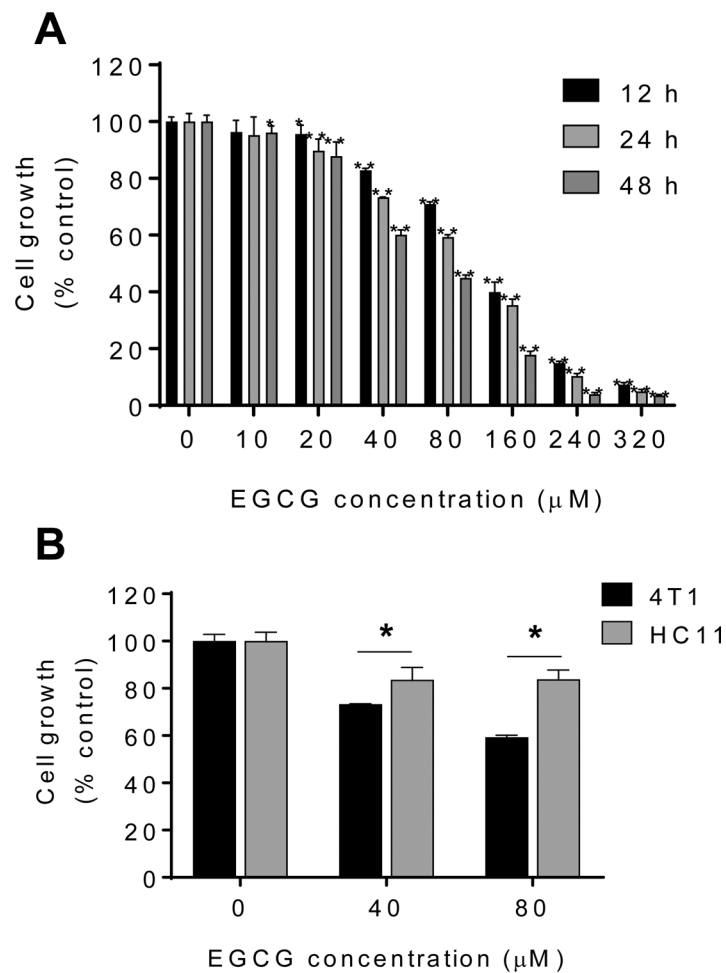 A
120
100
80
60
40
20
0
Cell growth
(% control)
12 h
24 h
48 h
*
* ** **
** ** **
** ** **
** ** **
** ** **
** ** **
0 10 20 40 80 160 240 320
EGCG concentration (μM)
B
120
100
80
60
40
20
0
Cell growth
(% control)
4T1
HC11
* *
0 40 80
EGCG concentration (μM)